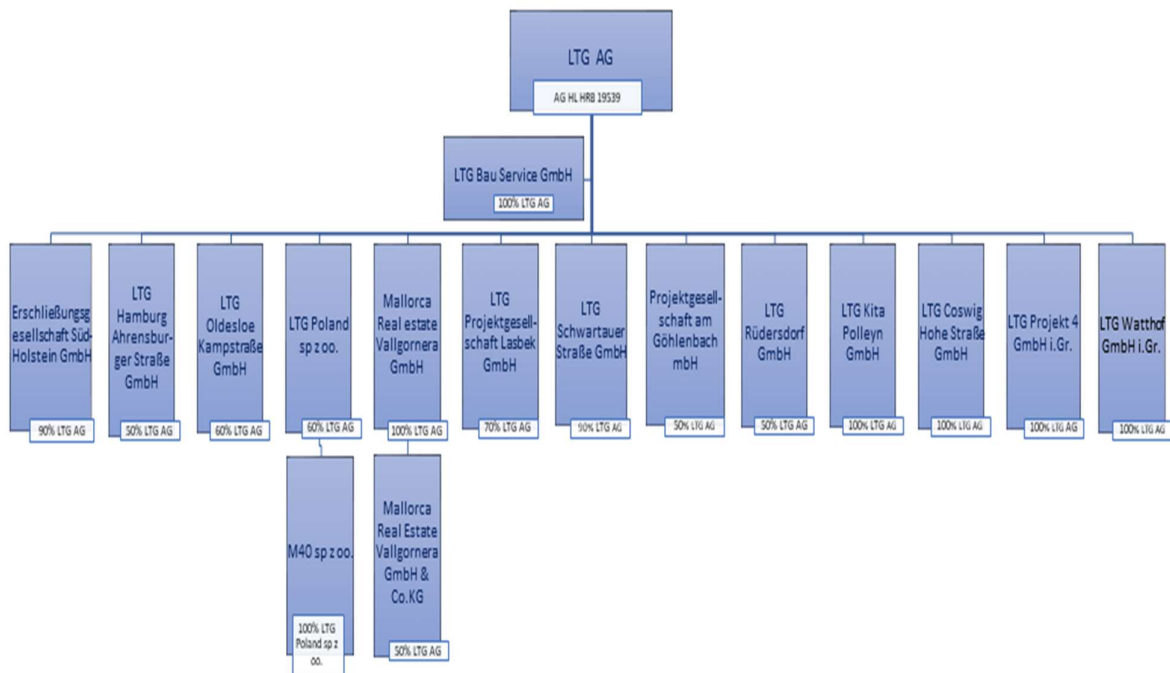 LTG AG
AG HL HRB 19539
LTG Bau Service GmbH
100% LTG AG
Erschließungsg
esellschaft Süd-
Holstein GmbH
90% LTG AG
LTG
Hamburg
Ahrensbur-
ger Straße
GmbH
50% LTG AG
LTG
Oldesloe
Kampstraße
GmbH
60% LTG AG
LTG Poland
sp z oo.
60% LTG AG
Mallorca
Real estate
Vallgornera
GmbH
100% LTG AG
LTG
Projektgesell-
schaft Lasbek
GmbH
70% LTG AG
LTG
Schwartauer
Straße GmbH
90% LTG AG
Projektgesell-
schaft am
Göhlenbach
mbH
50% LTG AG
LTG
Rüdersdorf
GmbH
50% LTG AG
LTG Kita
Polleyn
GmbH
100% LTG AG
LTG Coswig
Hohe Straße
GmbH
100% LTG AG
LTG Projekt 4
GmbH i.Gr.
100% LTG AG
LTG Watthof
GmbH i.Gr.
100% LTG AG
M40 sp z oo.
100% LTG
Poland sp z
oo.
Mallorca
Real Estate
Vallgornera
GmbH &
Co.KG
50% LTG AG